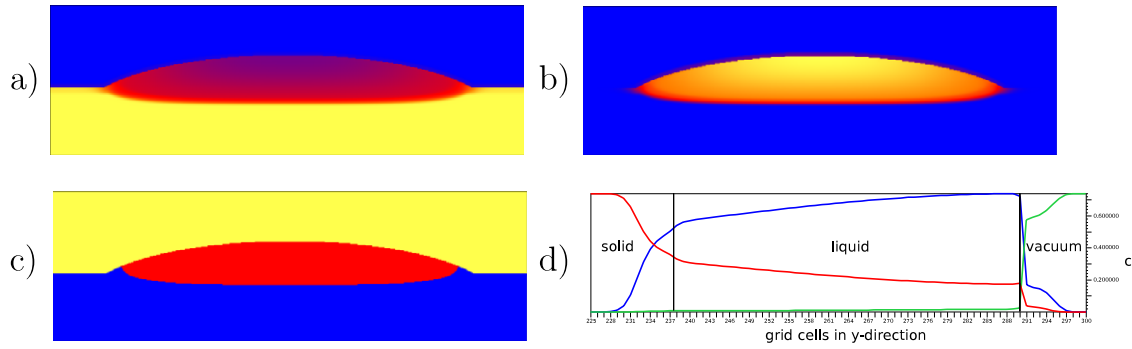 a)
b)
c)
d)
0.600000
solid
liquid
vacuum
0.400000
c
0.200000
225 228 231 234 237 240 243 246 249 252 255 258 261 264 267 270 273 276 279 282 285 288 291 294 297 300
grid cells in y-direction